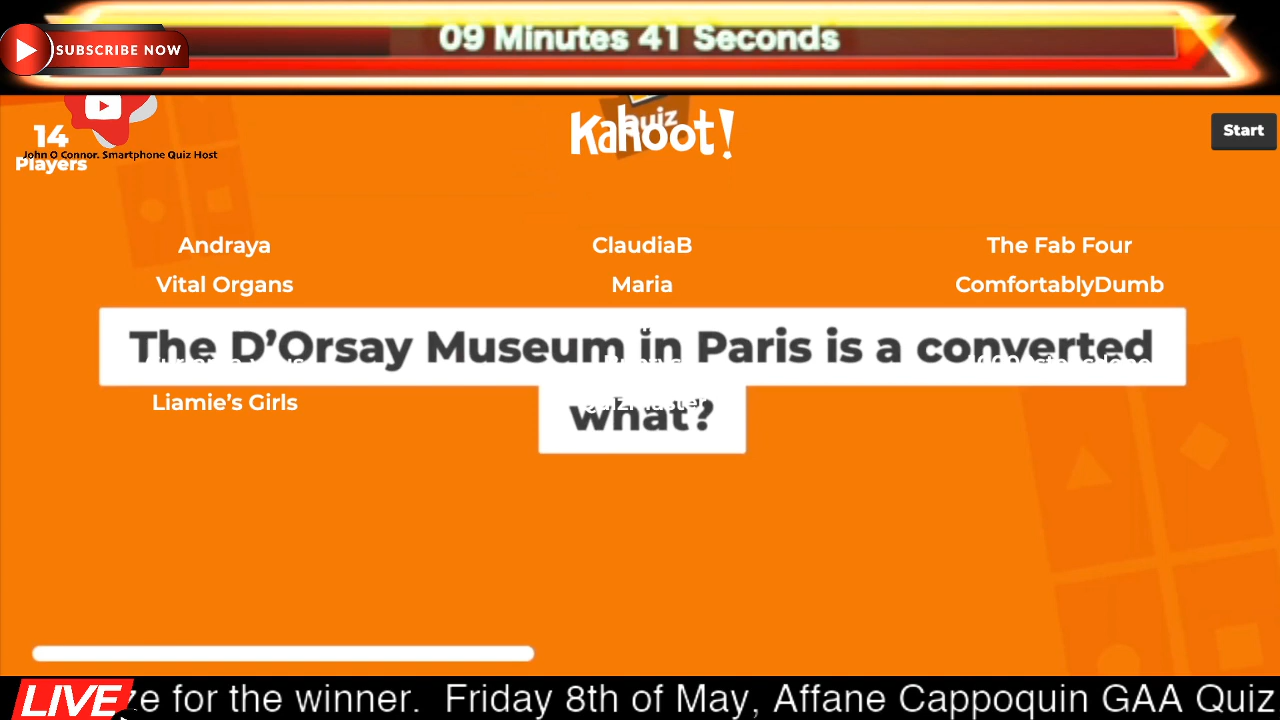 09 Minutes 41 Seconds
SUBSCRIBE NOW
Quiz
Kahoot!
14
Players
John O Connor. Smartphone Quiz Host
Start
Andraya
ClaudiaB
The Fab Four
Vital Organs
Maria
ComfortablyDumb
The D'Orsay Museum in Paris is a converted
what?
Liamie's Girls
LIVE
ze for the winner. Friday 8th of May, Affane Cappoquin GAA Quiz